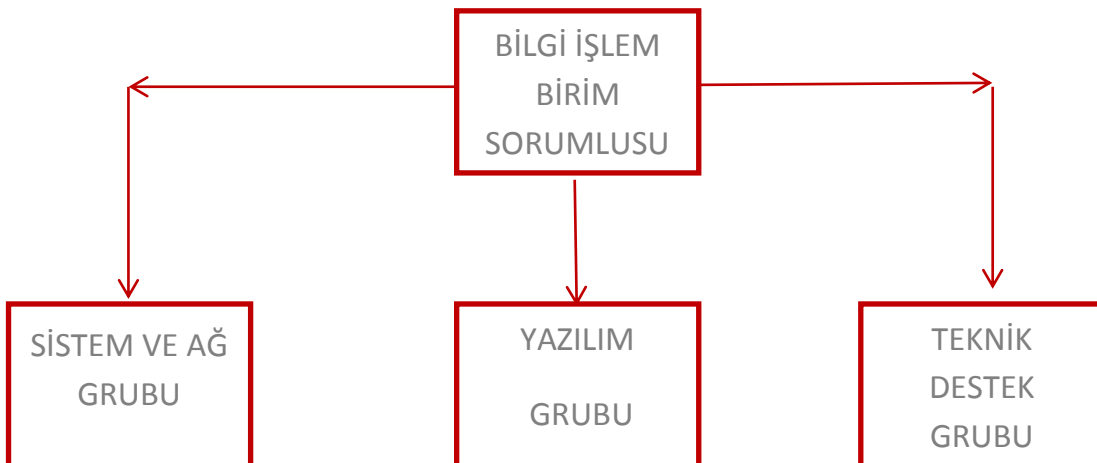 BİLGİ İŞLEM
BİRİM
SORUMLUSU
SİSTEM VE AĞ
GRUBU
YAZILIM
GRUBU
TEKNİK
DESTEK
GRUBU